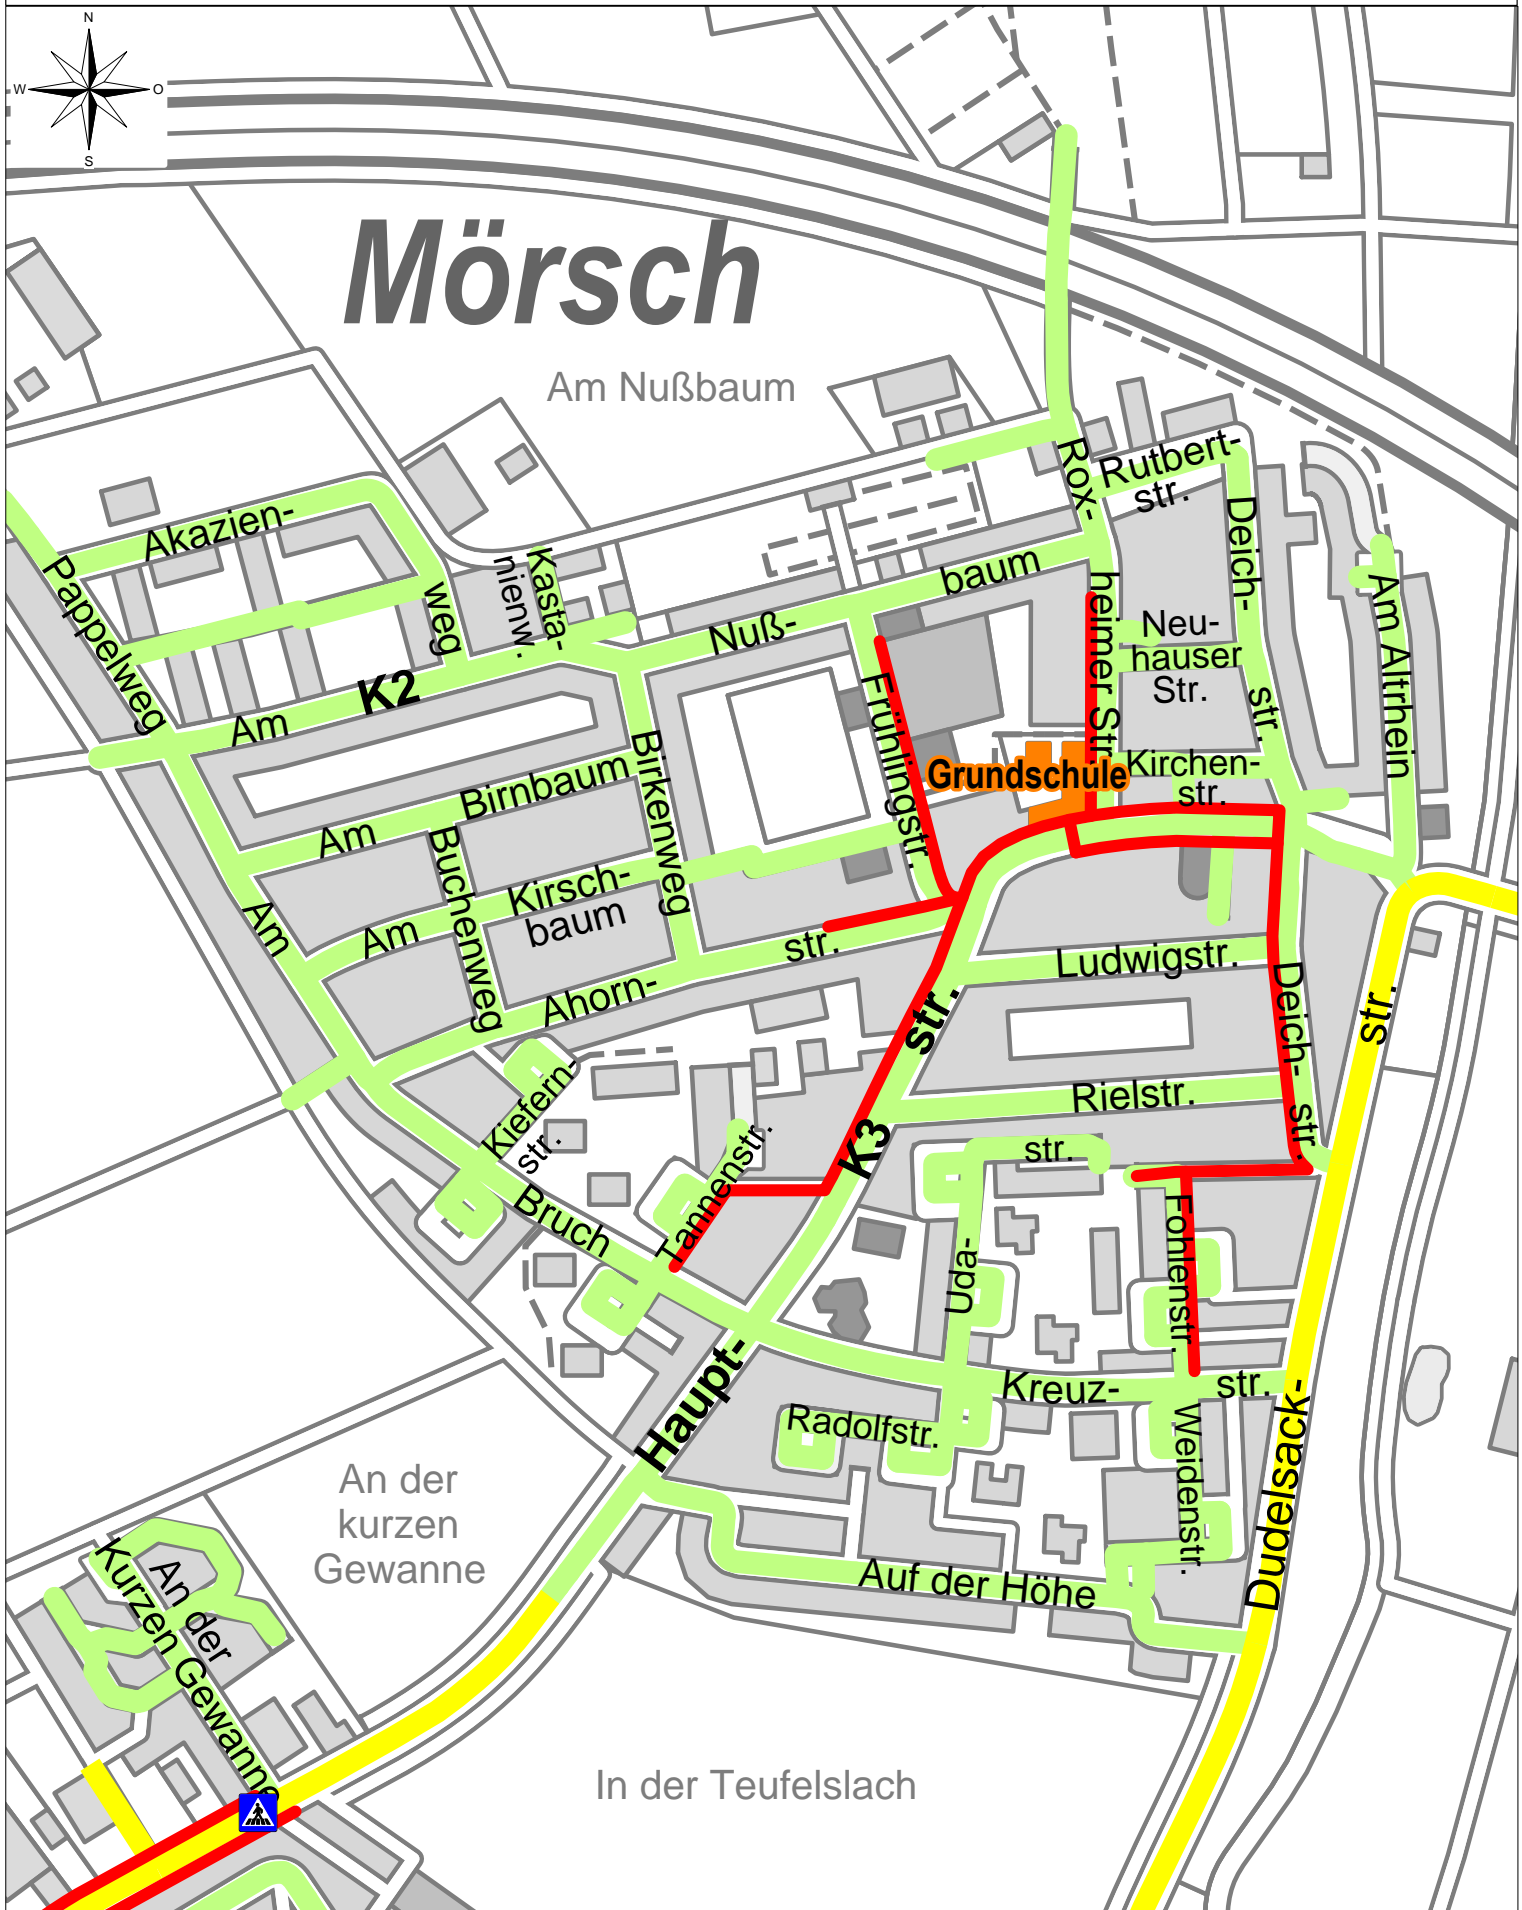 N
W
O
S
Mörsch
Am Nußbaum
Rox-
heimer Str.
Rutbert-
str.
Deich-
str.
Akazien-
weg
Kasta-
nienw.
Pappelweg
Am
K2
Nuß-
baum
Neu-
hauser
Str.
Am Altrhein
Frühlingstr.
Grundschule
Kirchen-
str.
Birkenweg
Am
Birnbaum
Buchenweg
Am
Kirsch-
baum
Am
Bruch
Ahorn-
str.
Ludwigstr.
Deich-
str.
str.
Dudelsack-
Kiefern-
str.
Tannenstr.
Haupt-
K3
str.
Rielstr.
Uda-
str.
Fohlenstr.
Kreuz-
str.
Radolfstr.
Weidenstr.
Auf der Höhe
An der
kurzen
Gewanne
An der
Kurzen Gewanne
In der Teufelslach